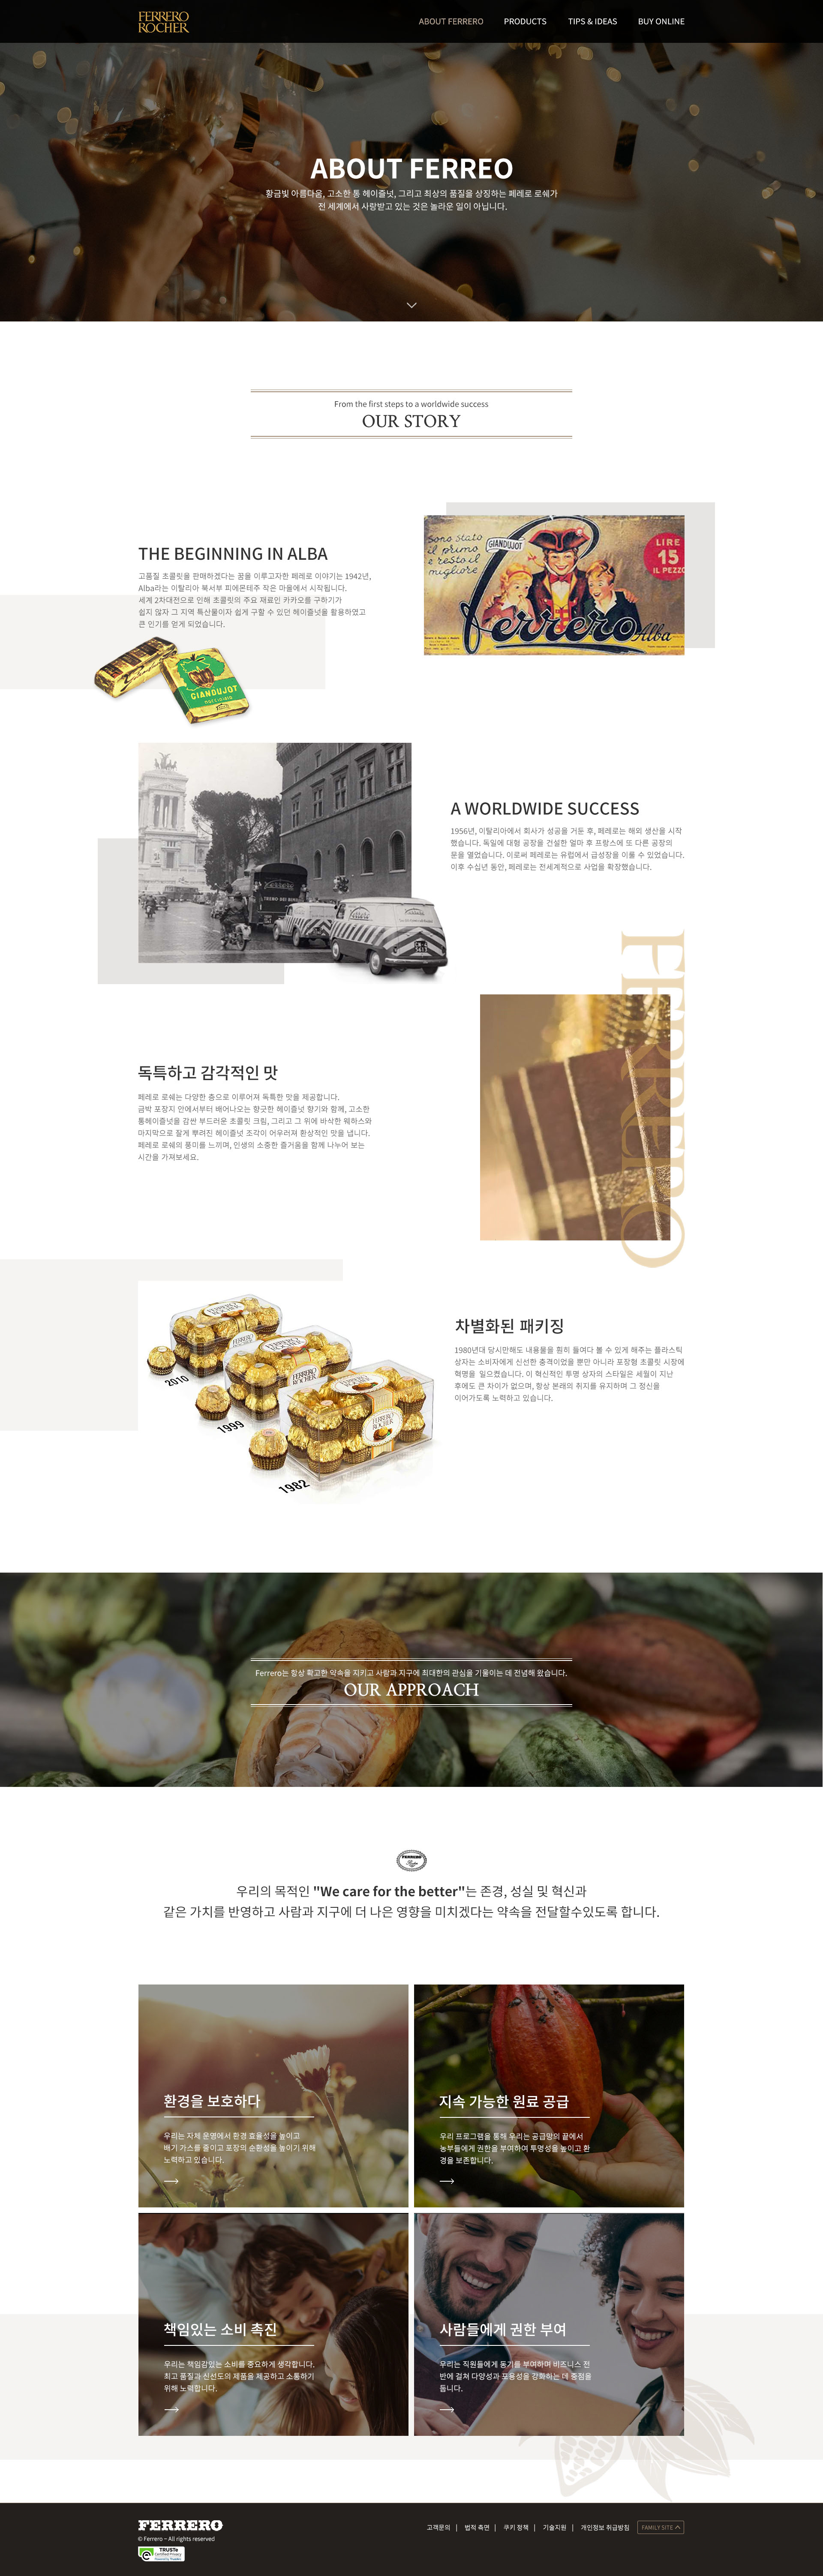 FERRERO
ROCHER
ABOUT FERRERO
PRODUCTS
TIPS & IDEAS
BUY ONLINE
ABOUT FERREO
황금빛 아름다움, 고소한 통 헤이즐넛, 그리고 최상의 품질을 상징하는 페레로 로쉐가
전 세계에서 사랑받고 있는 것은 놀라운 일이 아닙니다.
From the first steps to a worldwide success
OUR STORY
THE BEGINNING IN ALBA
고품질 초콜릿을 판매하겠다는 꿈을 이루고자한 페레로 이야기는 1942년,
Alba라는 이탈리아 북서부 피에몬테주 작은 마을에서 시작됩니다.
세계 2차대전으로 인해 초콜릿의 주요 재료인 카카오를 구하기가
쉽지 않자 그 지역 특산물이자 쉽게 구할 수 있던 헤이즐넛을 활용하였고
큰 인기를 얻게 되었습니다.
Sono stato
il primo
e resto il
migliore
GIANDUJOT
LIRE
15
IL PEZZO
Ferrero
Alba
GIANDUJOT
A WORLDWIDE SUCCESS
1956년, 이탈리아에서 회사가 성공을 거둔 후, 페레로는 해외 생산을 시작
했습니다. 독일에 대형 공장을 건설한 얼마 후 프랑스에 또 다른 공장의
문을 열었습니다. 이로써 페레로는 유럽에서 급성장을 이룰 수 있었습니다.
이후 수십년 동안, 페레로는 전세계적으로 사업을 확장했습니다.
FERRERO
독특하고 감각적인 맛
페레로 로쉐는 다양한 층으로 이루어져 독특한 맛을 제공합니다.
금박 포장지 안에서부터 배어나오는 향긋한 헤이즐넛 향기와 함께, 고소한
통헤이즐넛을 감싼 부드러운 초콜릿 크림, 그리고 그 위에 바삭한 웨하스와
마지막으로 잘게 뿌려진 헤이즐넛 조각이 어우러져 환상적인 맛을 냅니다.
페레로 로쉐의 풍미를 느끼며, 인생의 소중한 즐거움을 함께 나누어 보는
시간을 가져보세요.
2010
1999
1982
FERRERO
ROCHER
차별화된 패키징
1980년대 당시만해도 내용물을 훤히 들여다 볼 수 있게 해주는 플라스틱
상자는 소비자에게 신선한 충격이었을 뿐만 아니라 포장형 초콜릿 시장에
혁명을 일으켰습니다. 이 혁신적인 투명 상자의 스타일은 세월이 지난
후에도 큰 차이가 없으며, 항상 본래의 취지를 유지하며 그 정신을
이어가도록 노력하고 있습니다.
Ferrero는 항상 확고한 약속을 지키고 사람과 지구에 최대한의 관심을 기울이는 데 전념해 왔습니다.
OUR APPROACH
FERRERO
우리의 목적인 "We care for the better"는 존경, 성실 및 혁신과
같은 가치를 반영하고 사람과 지구에 더 나은 영향을 미치겠다는 약속을 전달할수있도록 합니다.
환경을 보호하다
우리는 자체 운영에서 환경 효율성을 높이고
배기 가스를 줄이고 포장의 순환성을 높이기 위해
노력하고 있습니다.
지속 가능한 원료 공급
우리 프로그램을 통해 우리는 공급망의 끝에서
농부들에게 권한을 부여하여 투명성을 높이고 환
경을 보존합니다.
책임있는 소비 촉진
우리는 책임감있는 소비를 중요하게 생각합니다.
최고 품질과 신선도의 제품을 제공하고 소통하기
위해 노력합니다.
사람들에게 권한 부여
우리는 직원들에게 동기를 부여하며 비즈니스 전
반에 걸쳐 다양성과 포용성을 강화하는 데 중점을
둡니다.
FERRERO
© Ferrero – All rights reserved
TRUSTe
Certified Privacy
고객문의 | 법적 측면 | 쿠키 정책 | 기술지원 | 개인정보 취급방침
FAMILY SITE